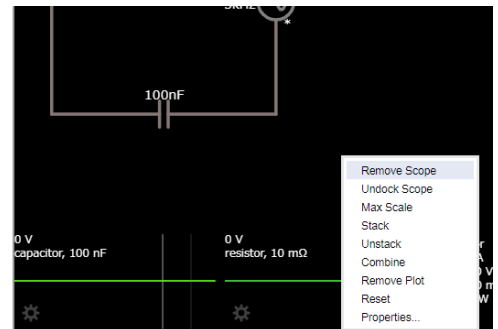 5kHz
*
100nF
Remove Scope
Undock Scope
Max Scale
Stack
Unstack
Combine
Remove Plot
Reset
Properties...
0 V
capacitor, 100 nF
0 V
resistor, 10 mΩ